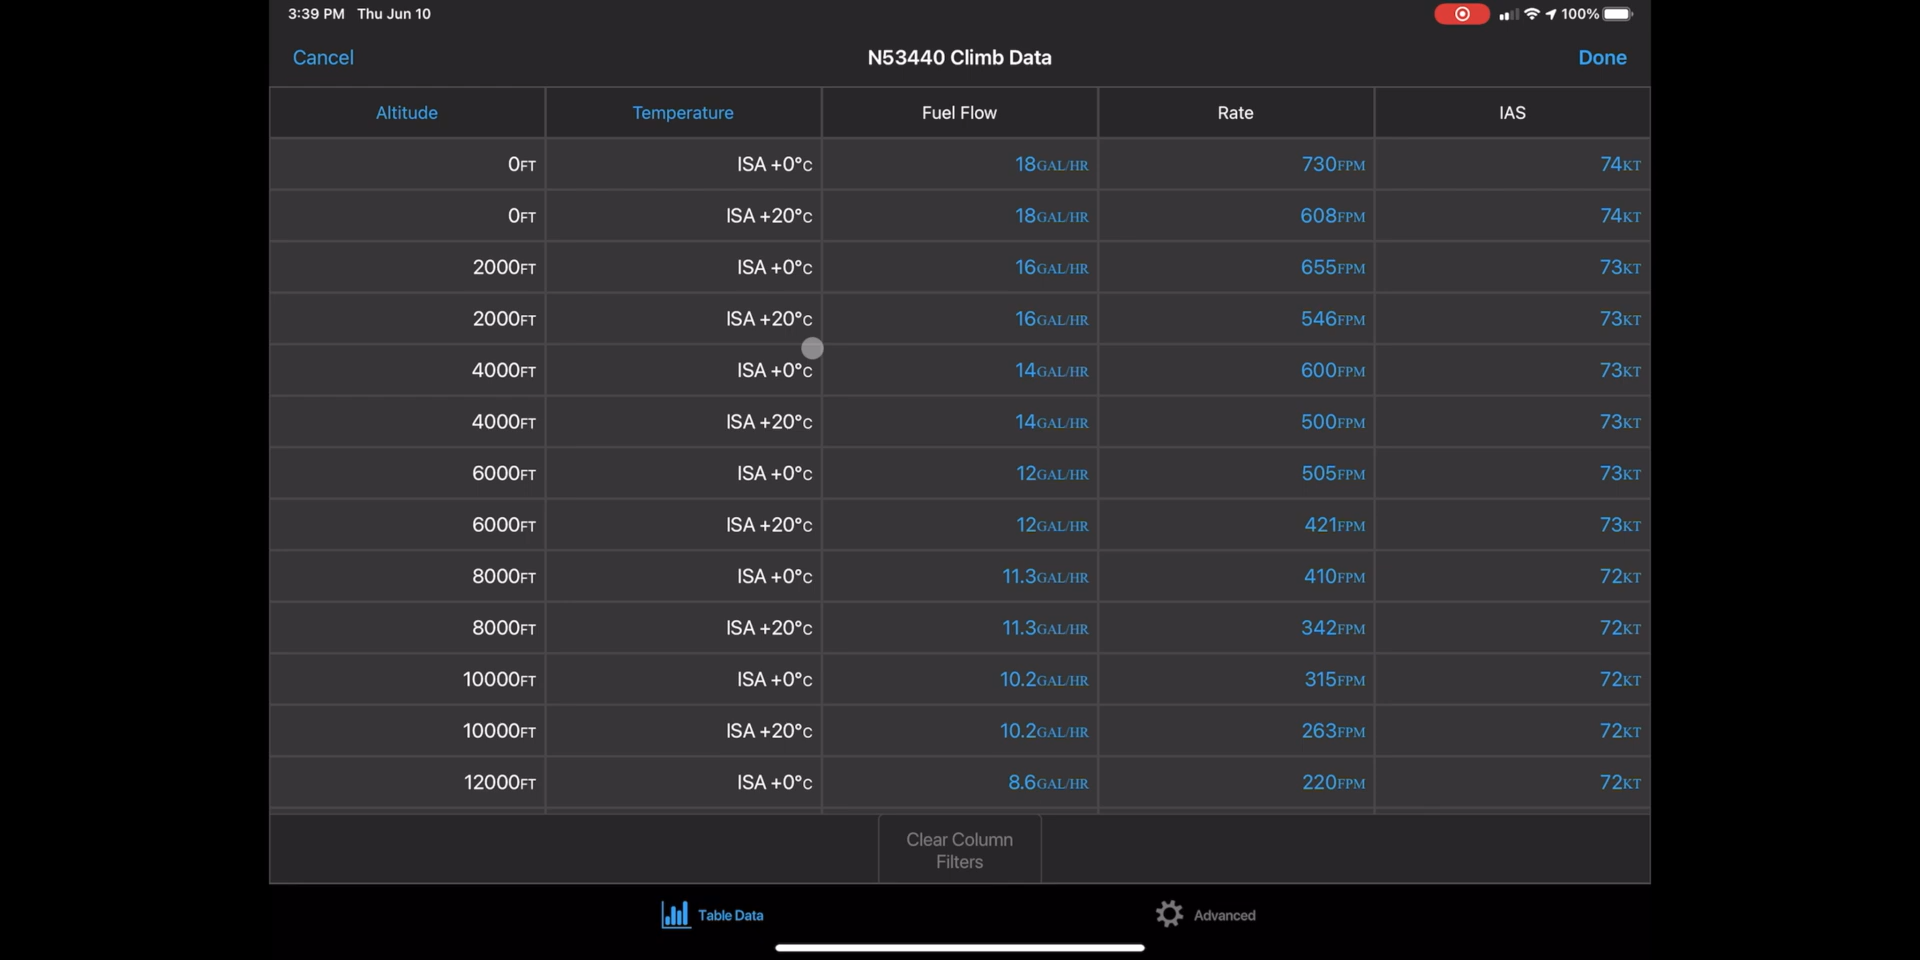 3:39 PM Thu Jun 10 100%
Cancel N53440 Climb Data Done
Altitude Temperature Fuel Flow Rate IAS
0FT ISA +0°C 18GAL/HR 730FPM 74KT
0FT ISA +20°C 18GAL/HR 608FPM 74KT
2000FT ISA +0°C 16GAL/HR 655FPM 73KT
2000FT ISA +20°C 16GAL/HR 546FPM 73KT
4000FT ISA +0°C 14GAL/HR 600FPM 73KT
4000FT ISA +20°C 14GAL/HR 500FPM 73KT
6000FT ISA +0°C 12GAL/HR 505FPM 73KT
6000FT ISA +20°C 12GAL/HR 421FPM 73KT
8000FT ISA +0°C 11.3GAL/HR 410FPM 72KT
8000FT ISA +20°C 11.3GAL/HR 342FPM 72KT
10000FT ISA +0°C 10.2GAL/HR 315FPM 72KT
10000FT ISA +20°C 10.2GAL/HR 263FPM 72KT
12000FT ISA +0°C 8.6GAL/HR 220FPM 72KT
Clear Column
Filters
Table Data Advanced